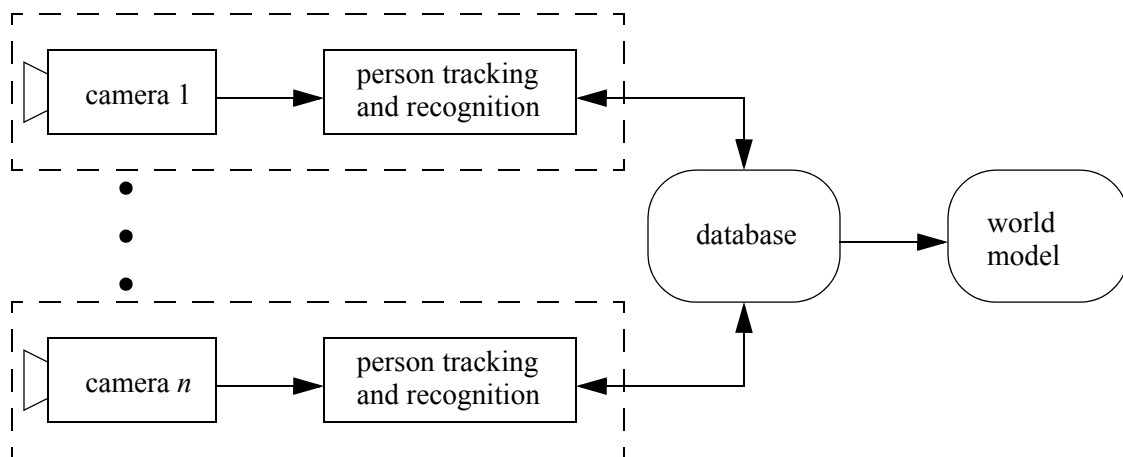 camera 1
person tracking
and recognition
database
world
model
camera n
person tracking
and recognition